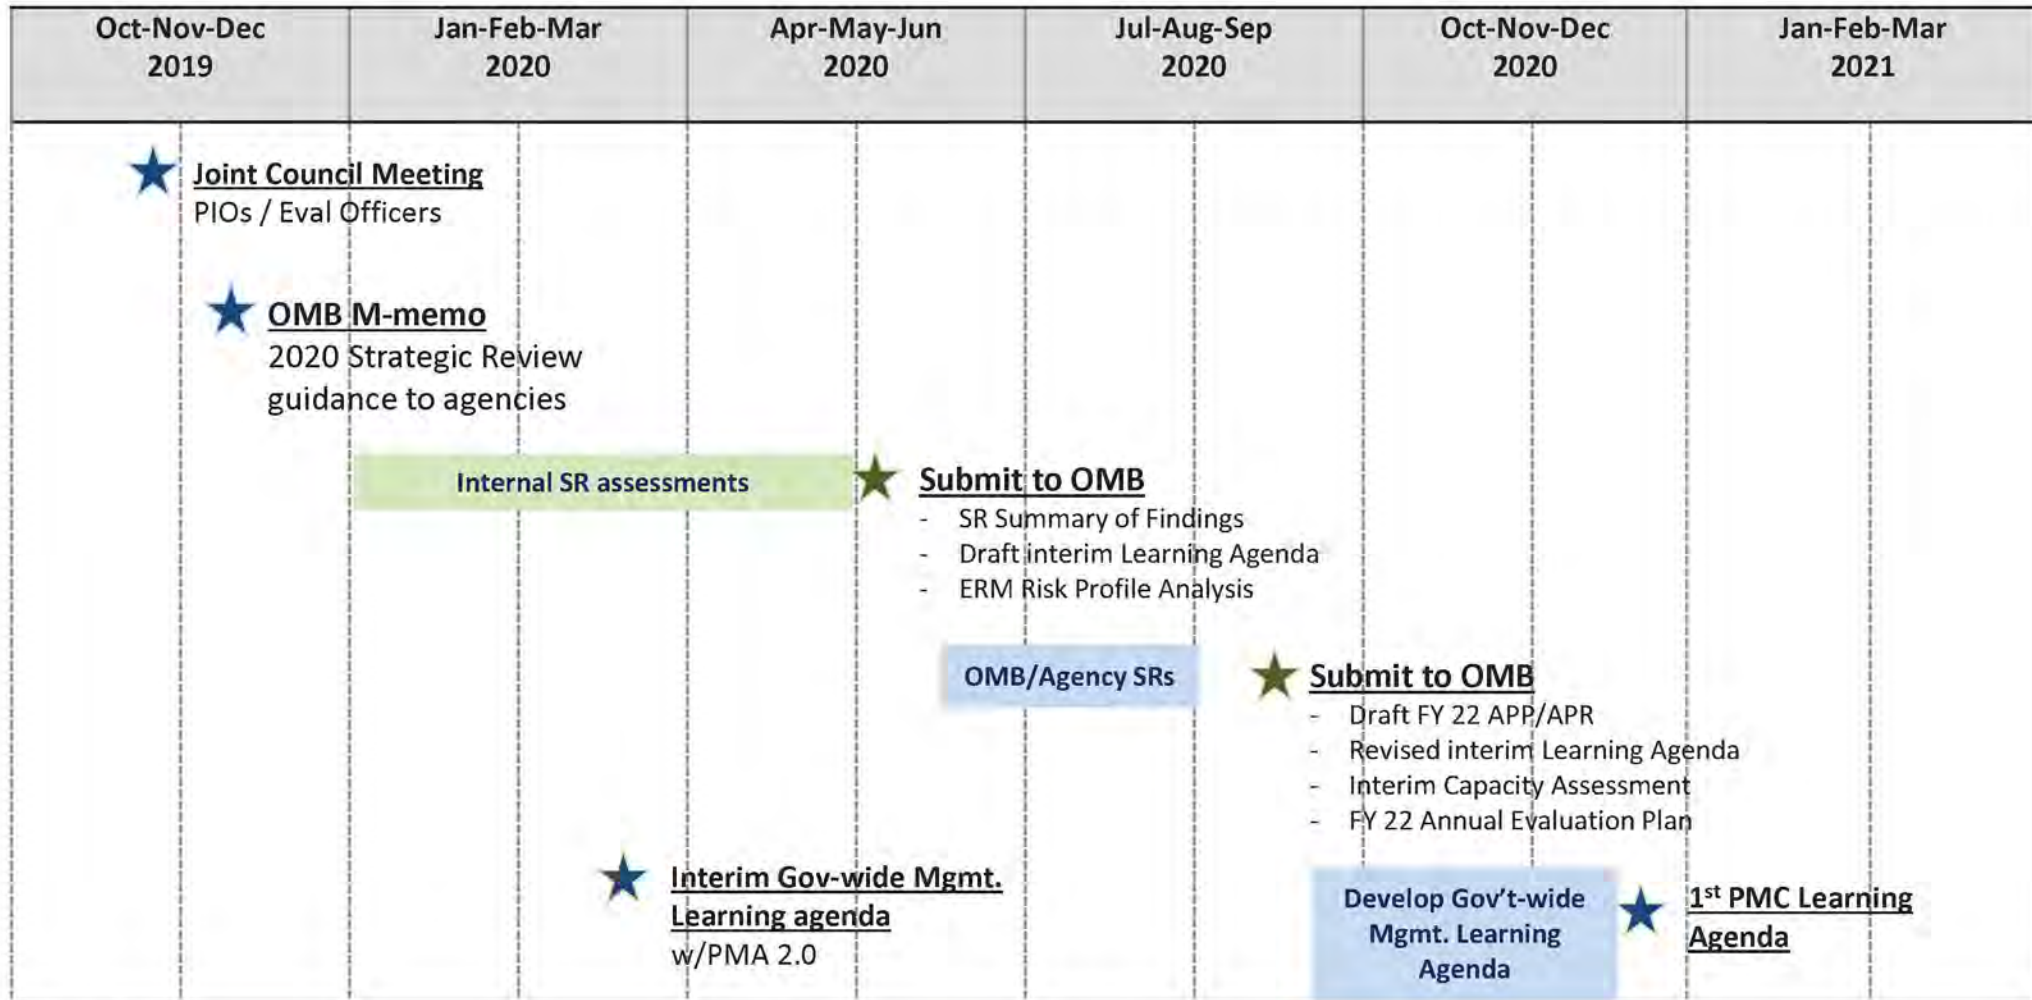 Oct-Nov-Dec
2019
Jan-Feb-Mar
2020
Apr-May-Jun
2020
Jul-Aug-Sep
2020
Oct-Nov-Dec
2020
Jan-Feb-Mar
2021
Joint Council Meeting
PIOs / Eval Officers
OMB M-memo
2020 Strategic Review
guidance to agencies
Internal SR assessments
Submit to OMB
- SR Summary of Findings
- Draft interim Learning Agenda
- ERM Risk Profile Analysis
OMB/Agency SRs
Submit to OMB
- Draft FY 22 APP/APR
- Revised interim Learning Agenda
- Interim Capacity Assessment
- FY 22 Annual Evaluation Plan
Interim Gov-wide Mgmt.
Learning agenda
w/PMA 2.0
Develop Gov't-wide
Mgmt. Learning
Agenda
1st PMC Learning
Agenda